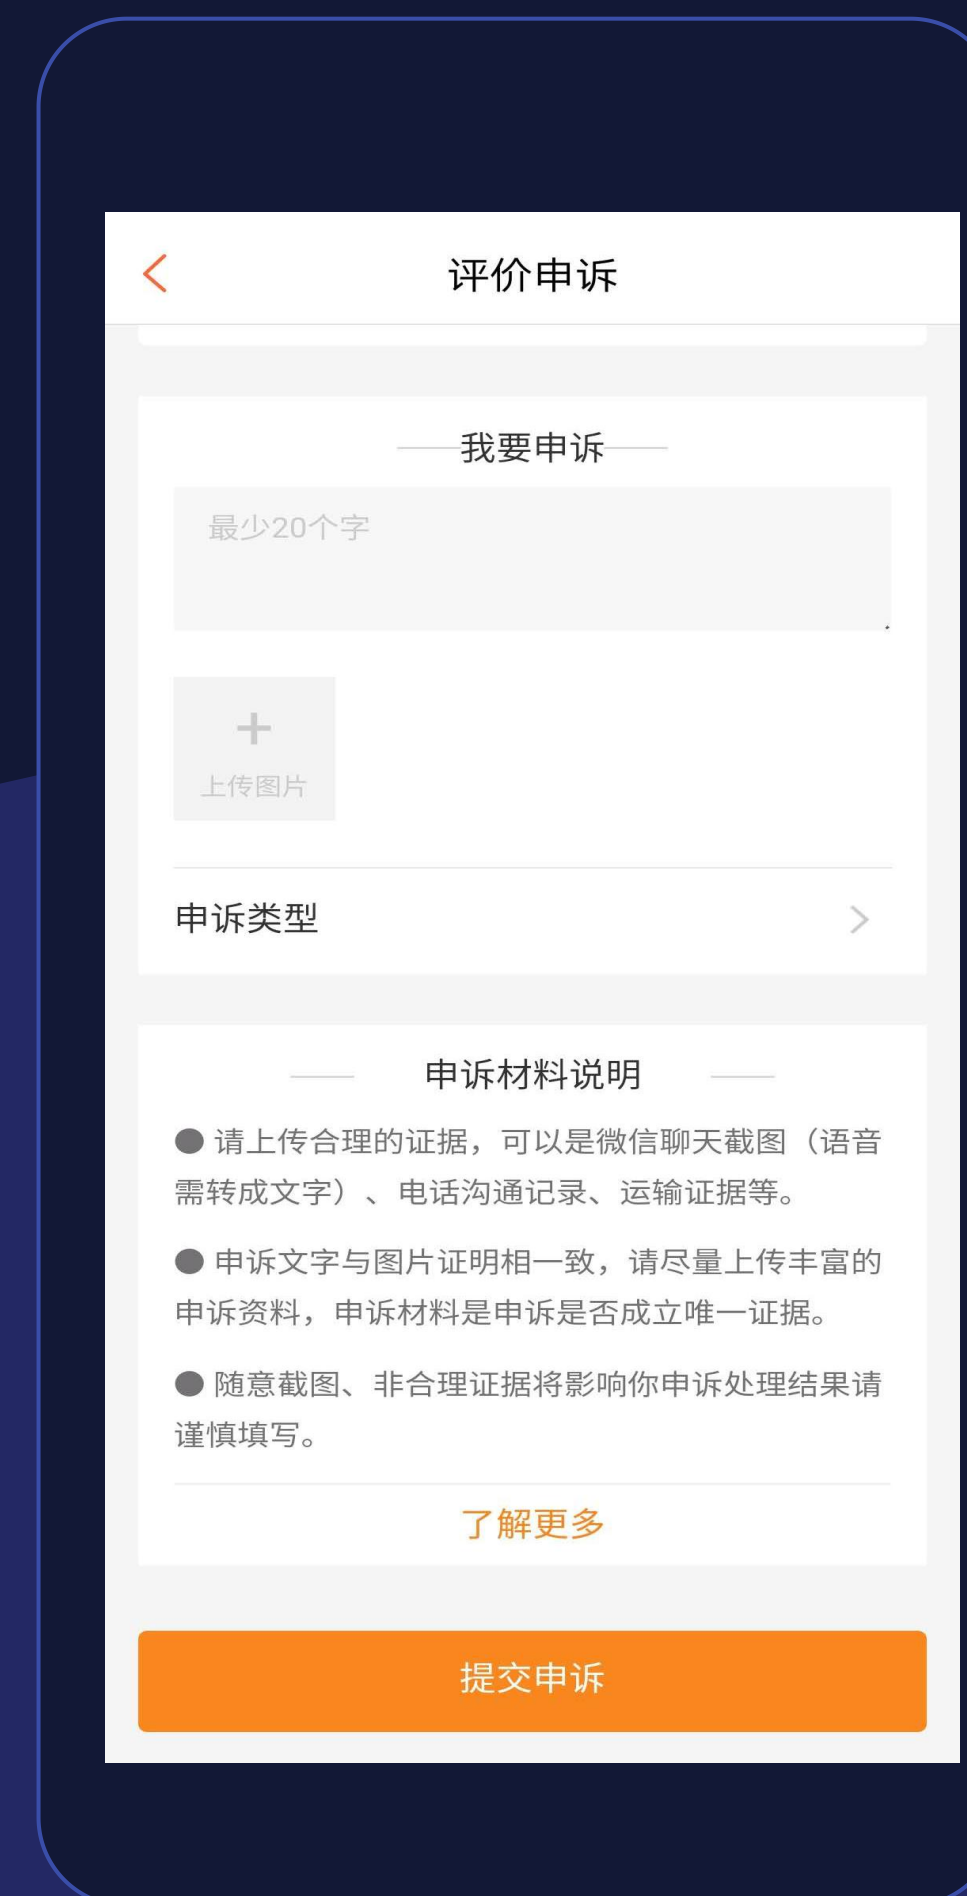 评价申诉
我要申诉
最少20个字
上传图片
申诉类型
申诉材料说明
● 请上传合理的证据，可以是微信聊天截图（语音
需转成文字）、电话沟通记录、运输证据等。
● 申诉文字与图片证明相一致，请尽量上传丰富的
申诉资料，申诉材料是申诉是否成立唯一证据。
● 随意截图、非合理证据将影响你申诉处理结果请
谨慎填写。
了解更多
提交申诉